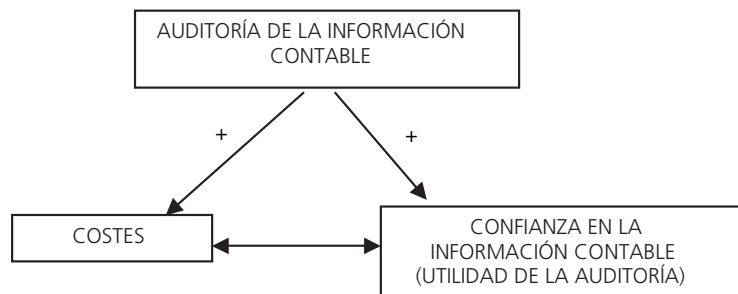 AUDITORÍA DE LA INFORMACIÓN
CONTABLE
+
+
COSTES
CONFIANZA EN LA
INFORMACIÓN CONTABLE
(UTILIDAD DE LA AUDITORÍA)